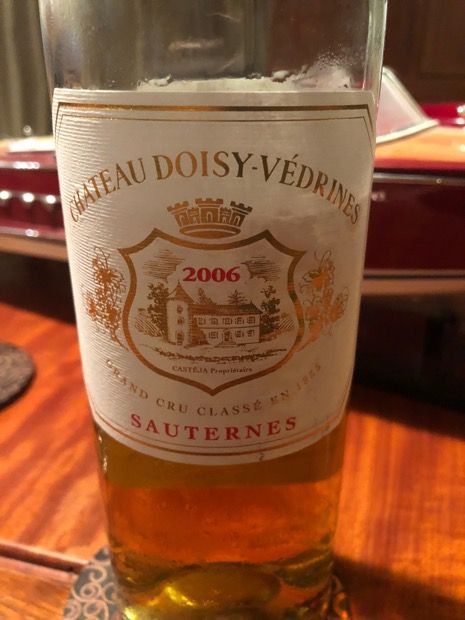 CHATEAU DOISY-VÉDRINES
2006
CASTÉJA Propriétaire
GRAND CRU CLASSÉ EN 1855
SAUTERNES